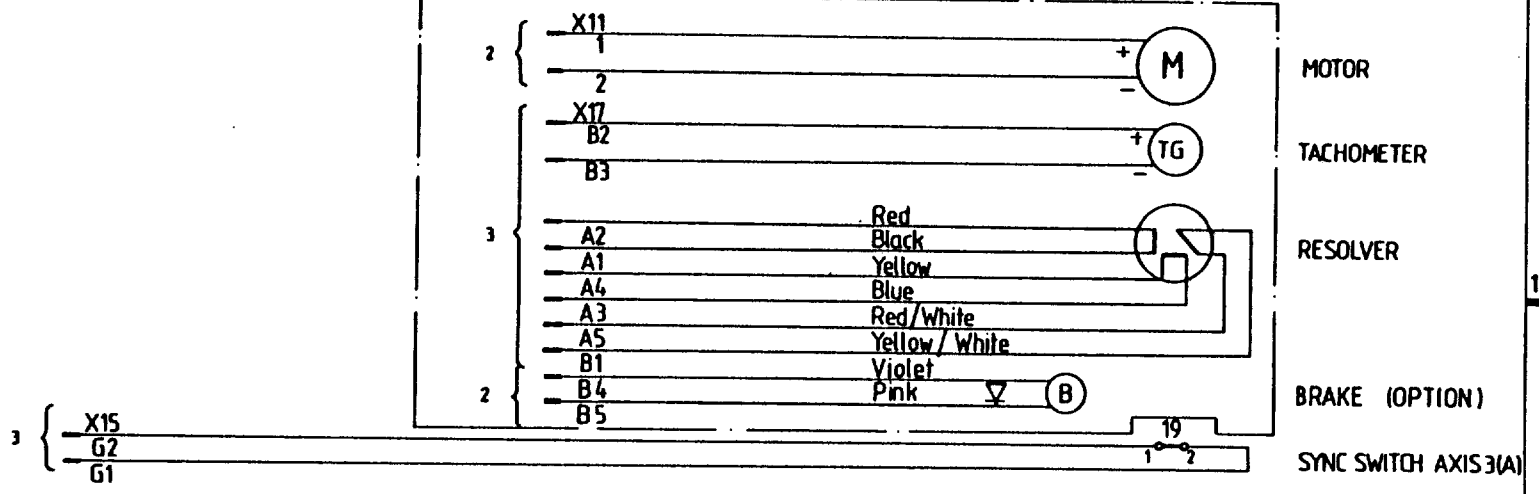 X11
2
1
+
M
MOTOR
2
−
X17
B2
+
TG
TACHOMETER
B3
−
3
Red
A2
Black
RESOLVER
A1
Yellow
A4
Blue
1
A3
Red/White
A5
Yellow / White
B1
Violet
2
B4
Pink
B
BRAKE (OPTION)
B5
3
X15
19
G2
1
2
SYNC SWITCH AXIS 3(A)
G1